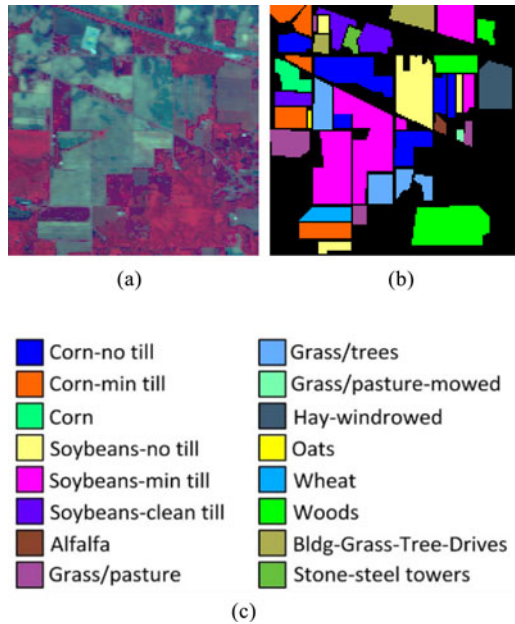 (a)
(b)
Corn-no till
Corn-min till
Corn
Soybeans-no till
Soybeans-min till
Soybeans-clean till
Alfalfa
Grass/pasture
Grass/trees
Grass/pasture-mowed
Hay-windrowed
Oats
Wheat
Woods
Bldg-Grass-Tree-Drives
Stone-steel towers
(c)